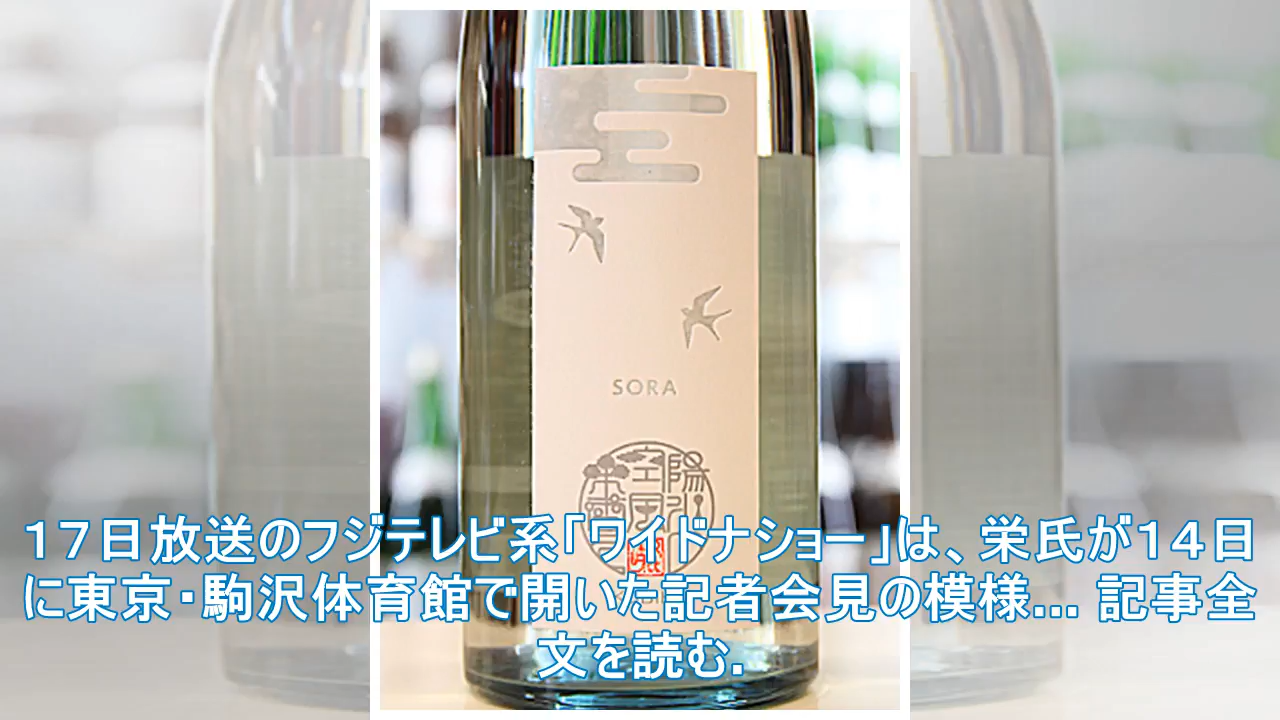 SORA
１７日放送のフジテレビ系「ワイドナショー」は、栄氏が１４日
に東京・駒沢体育館で開いた記者会見の模様... 記事全
文を読む.